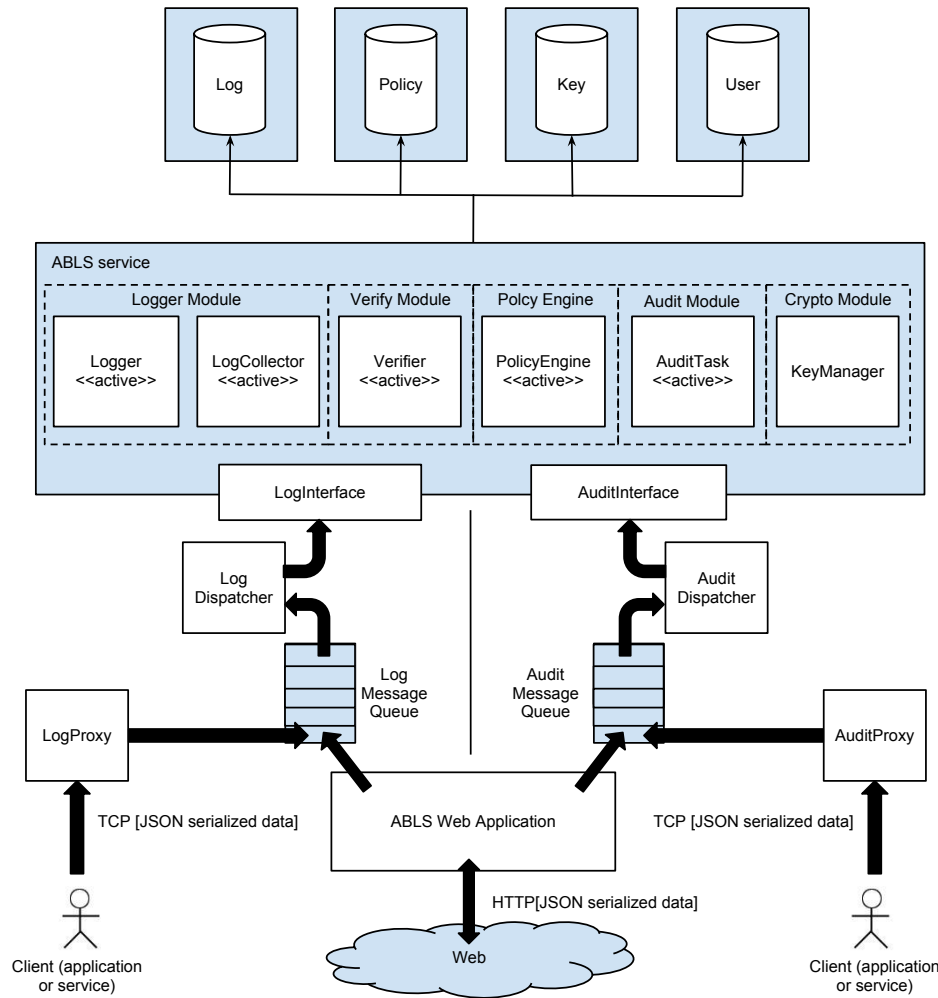 Log
Policy
Key
User
ABLS service
Logger Module
Verify Module
Polcy Engine
Audit Module
Crypto Module
Logger
<<active>>
LogCollector
<<active>>
Verifier
<<active>>
PolicyEngine
<<active>>
AuditTask
<<active>>
KeyManager
LogInterface
AuditInterface
Log
Dispatcher
Audit
Dispatcher
Log
Message
Queue
Audit
Message
Queue
LogProxy
AuditProxy
TCP [JSON serialized data]
ABLS Web Application
TCP [JSON serialized data]
HTTP[JSON serialized data]
Web
Client (application
or service)
Client (application
or service)